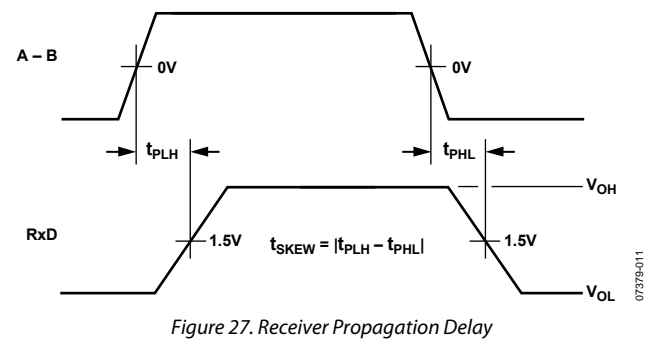 A – B
0V
0V
tPLH
tPHL
VOH
RxD
1.5V
tSKEW = |tPLH – tPHL|
1.5V
VOL
07379-011
Figure 27. Receiver Propagation Delay